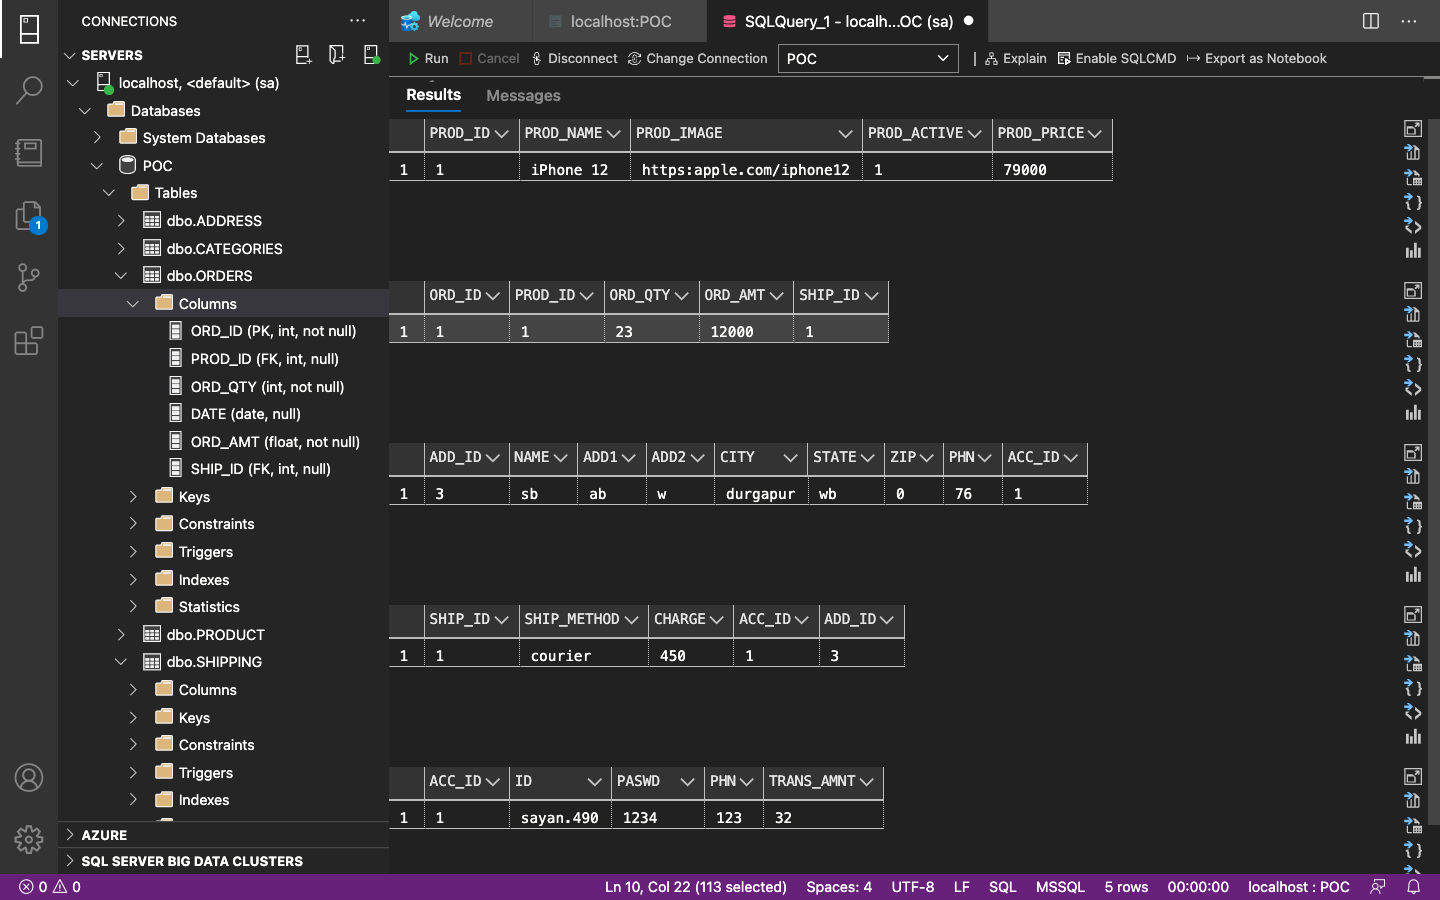 CONNECTIONS
SERVERS
localhost, <default> (sa)
Databases
System Databases
POC
Tables
dbo.ADDRESS
dbo.CATEGORIES
dbo.ORDERS
Columns
ORD_ID (PK, int, not null)
PROD_ID (FK, int, null)
ORD_QTY (int, not null)
DATE (date, null)
ORD_AMT (float, not null)
SHIP_ID (FK, int, null)
Keys
Constraints
Triggers
Indexes
Statistics
dbo.PRODUCT
dbo.SHIPPING
Columns
Keys
Constraints
Triggers
Indexes
AZURE
SQL SERVER BIG DATA CLUSTERS
1
Welcome
localhost:POC
SQLQuery_1 - localh...OC (sa)
Run Cancel Disconnect Change Connection POC Explain Enable SQLCMD Export as Notebook
Results Messages
PROD_ID PROD_NAME PROD_IMAGE PROD_ACTIVE PROD_PRICE
1 1 iPhone 12 https:apple.com/iphone12 1 79000
ORD_ID PROD_ID ORD_QTY ORD_AMT SHIP_ID
1 1 1 23 12000 1
ADD_ID NAME ADD1 ADD2 CITY STATE ZIP PHN ACC_ID
1 3 sb ab w durgapur wb 0 76 1
SHIP_ID SHIP_METHOD CHARGE ACC_ID ADD_ID
1 1 courier 450 1 3
ACC_ID ID PASWD PHN TRANS_AMNT
1 1 sayan.490 1234 123 32
0 0 Ln 10, Col 22 (113 selected) Spaces: 4 UTF-8 LF SQL MSSQL 5 rows 00:00:00 localhost : POC